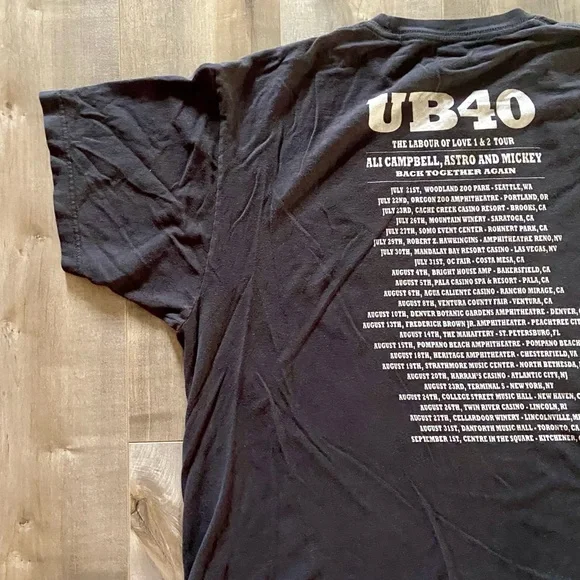 UB40
THE LABOUR OF LOVE 1 & 2 TOUR
ALI CAMPBELL, ASTRO AND MICKEY
BACK TOGETHER AGAIN
JULY 21ST, WOODLAND ZOO PARK - SEATTLE, WA
JULY 22ND, OREGON ZOO AMPHITHEATRE - PORTLAND, OR
JULY 23RD, CACHE CREEK CASINO RESORT - BROOKS, CA
JULY 26TH, MOUNTAIN WINERY - SARATOGA, CA
JULY 27TH, SOMO EVENT CENTER - ROHNERT PARK, CA
JULY 29TH, ROBERT Z. HAWKINGINS - AMPHITHEATRE RENO, NV
JULY 30TH, MANDALAY BAY RESORT CASINO - LAS VEGAS, NV
JULY 31ST, OC FAIR - COSTA MESA, CA
AUGUST 4TH, BRIGHT HOUSE AMP - BAKERSFIELD, CA
AUGUST 5TH, PALA CASINO SPA & RESORT - PALA, CA
AUGUST 6TH, AGUA CALIENTE CASINO - RANCHO MIRAGE, CA
AUGUST 8TH, VENTURA COUNTY FAIR - VENTURA, CA
AUGUST 10TH, DENVER BOTANIC GARDENS AMPHITHEATRE - DENVER,
AUGUST 13TH, FREDERICK BROWN JR. AMPHITHEATER - PEACHTREE CITY
AUGUST 14TH, THE MAHAFFERY - ST. PETERSBURG, FL
AUGUST 15TH, POMPANO BEACH AMPHITHEATRE - POMPANO BEACH
AUGUST 18TH, HERITAGE AMPHITHEATER - CHESTERFIELD, VA
AUGUST 19TH, STRATHMORE MUSIC CENTER - NORTH BETHESDA,
AUGUST 20TH, HARRAH'S CASINO - ATLANTIC CITY, NJ
AUGUST 23RD, TERMINAL 5 - NEW YORK, NY
AUGUST 24TH, COLLEGE STREET MUSIC HALL - NEW HAVEN,
AUGUST 26TH, TWIN RIVER CASINO - LINCOLN, RI
AUGUST 27TH, CELLARDOOR WINERY - LINCOLNVILLE,
AUGUST 31ST, DANFORTH MUSIC HALL - TORONTO, CA
SEPTEMBER 1ST, CENTRE IN THE SQUARE - KITCHENER,